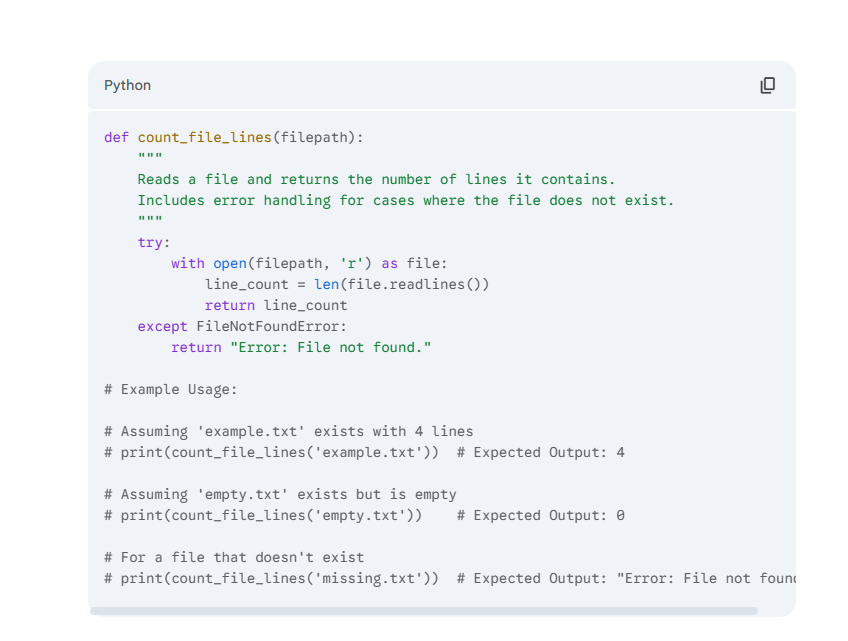 Python
def count_file_lines(filepath):
    """
    Reads a file and returns the number of lines it contains.
    Includes error handling for cases where the file does not exist.
    """
    try:
        with open(filepath, 'r') as file:
            line_count = len(file.readlines())
            return line_count
    except FileNotFoundError:
        return "Error: File not found."
# Example Usage:
# Assuming 'example.txt' exists with 4 lines
# print(count_file_lines('example.txt'))  # Expected Output: 4
# Assuming 'empty.txt' exists but is empty
# print(count_file_lines('empty.txt'))    # Expected Output: 0
# For a file that doesn't exist
# print(count_file_lines('missing.txt'))  # Expected Output: "Error: File not